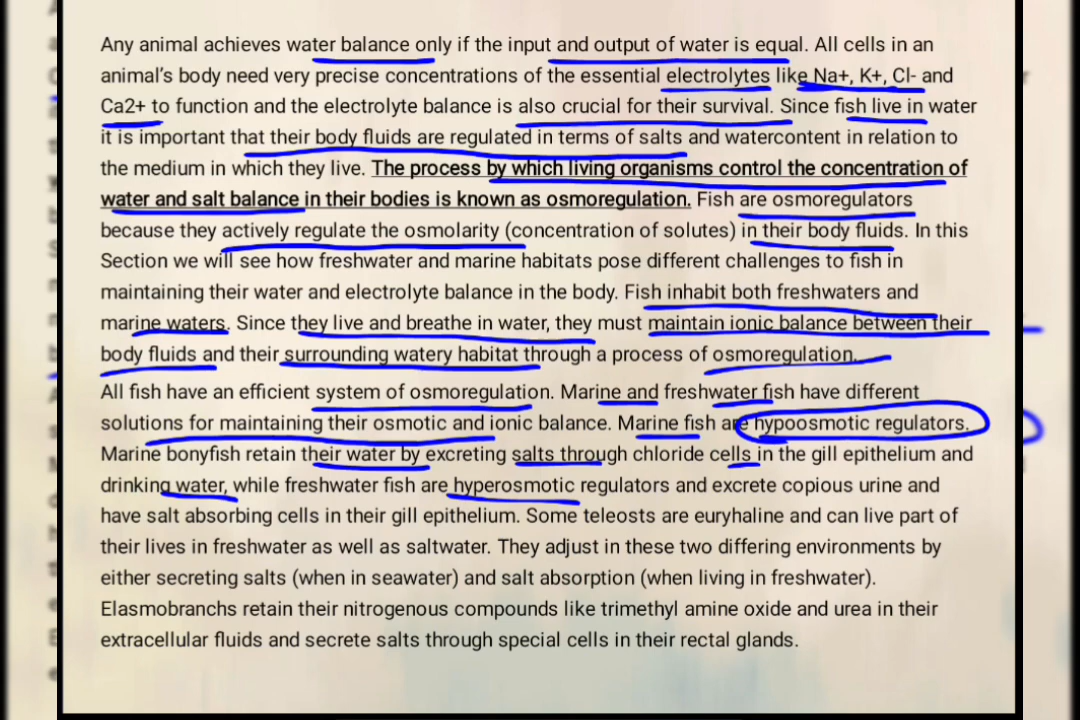 Any animal achieves water balance only if the input and output of water is equal. All cells in an
animal's body need very precise concentrations of the essential electrolytes like Na+, K+, Cl- and
Ca2+ to function and the electrolyte balance is also crucial for their survival. Since fish live in water
it is important that their body fluids are regulated in terms of salts and watercontent in relation to
the medium in which they live. The process by which living organisms control the concentration of
water and salt balance in their bodies is known as osmoregulation. Fish are osmoregulators
because they actively regulate the osmolarity (concentration of solutes) in their body fluids. In this
Section we will see how freshwater and marine habitats pose different challenges to fish in
maintaining their water and electrolyte balance in the body. Fish inhabit both freshwaters and
marine waters. Since they live and breathe in water, they must maintain ionic balance between their
body fluids and their surrounding watery habitat through a process of osmoregulation.
All fish have an efficient system of osmoregulation. Marine and freshwater fish have different
solutions for maintaining their osmotic and ionic balance. Marine fish are hypoosmotic regulators.
Marine bonyfish retain their water by excreting salts through chloride cells in the gill epithelium and
drinking water, while freshwater fish are hyperosmotic regulators and excrete copious urine and
have salt absorbing cells in their gill epithelium. Some teleosts are euryhaline and can live part of
their lives in freshwater as well as saltwater. They adjust in these two differing environments by
either secreting salts (when in seawater) and salt absorption (when living in freshwater).
Elasmobranchs retain their nitrogenous compounds like trimethyl amine oxide and urea in their
extracellular fluids and secrete salts through special cells in their rectal glands.